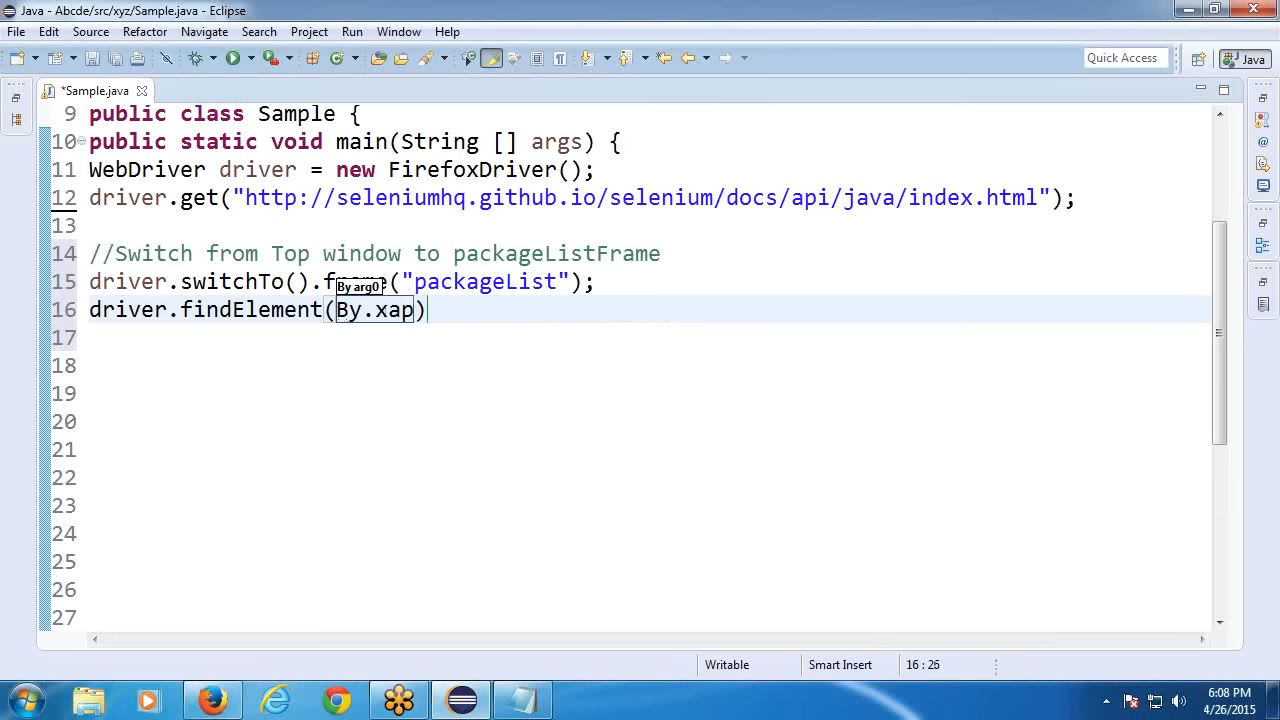 Java - Abcde/src/xyz/Sample.java - Eclipse
File Edit Source Refactor Navigate Search Project Run Window Help
Quick Access
Java
*Sample.java
9 public class Sample {
10 public static void main(String [] args) {
11 WebDriver driver = new FirefoxDriver();
12 driver.get("http://seleniumhq.github.io/selenium/docs/api/java/index.html");
13
14 //Switch from Top window to packageListFrame
15 driver.switchTo().frame("packageList");
By arg0
16 driver.findElement(By.xap)
17
18
19
20
21
22
23
24
25
26
27
Writable Smart Insert 16 : 26
6:08 PM
4/26/2015